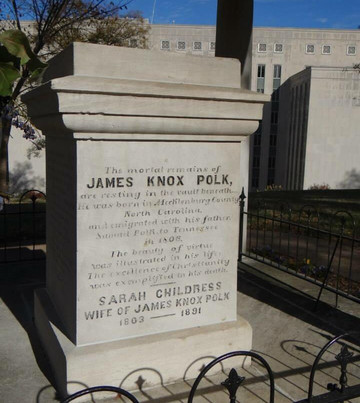 The mortal remains of
JAMES KNOX POLK,
are resting in the vault beneath.
He was born in Mecklenburg County
North Carolina,
and emigrated with his father,
Samuel Polk, to Tennessee
in 1806.
The beauty of virtue
was illustrated in his life;
The excellence of Christianity
was exemplified in his death.
SARAH CHILDRESS
WIFE OF JAMES KNOX POLK
1803 — 1891